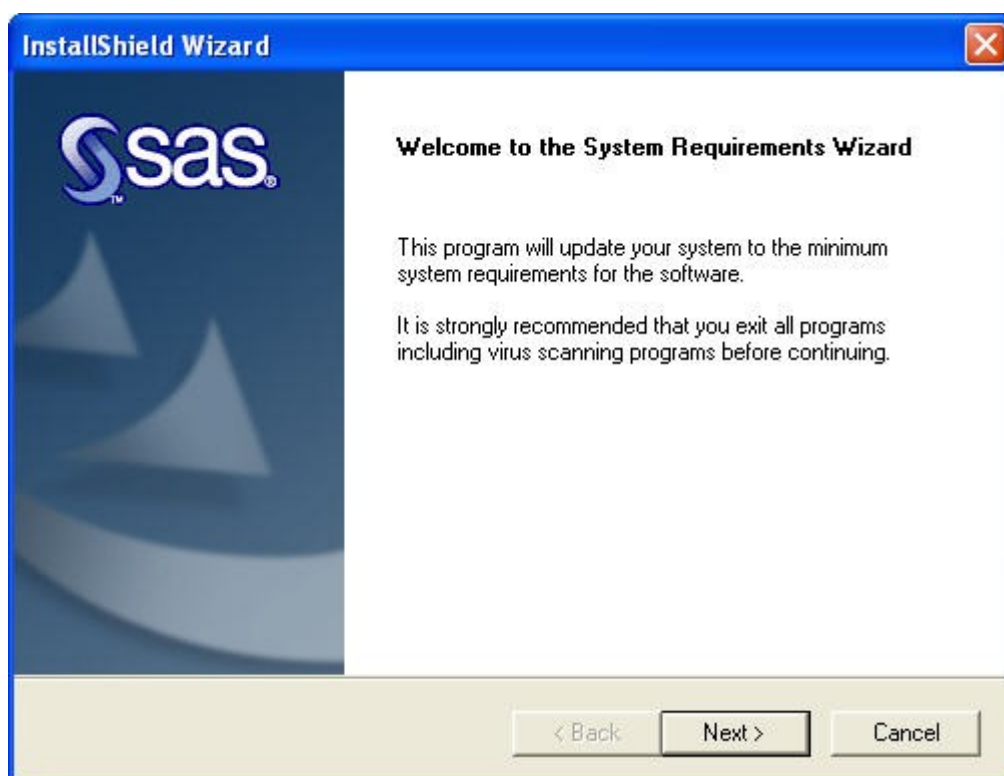 InstallShield Wizard
sas®
TM
Welcome to the System Requirements Wizard
This program will update your system to the minimum
system requirements for the software.
It is strongly recommended that you exit all programs
including virus scanning programs before continuing.
< Back
Next >
Cancel